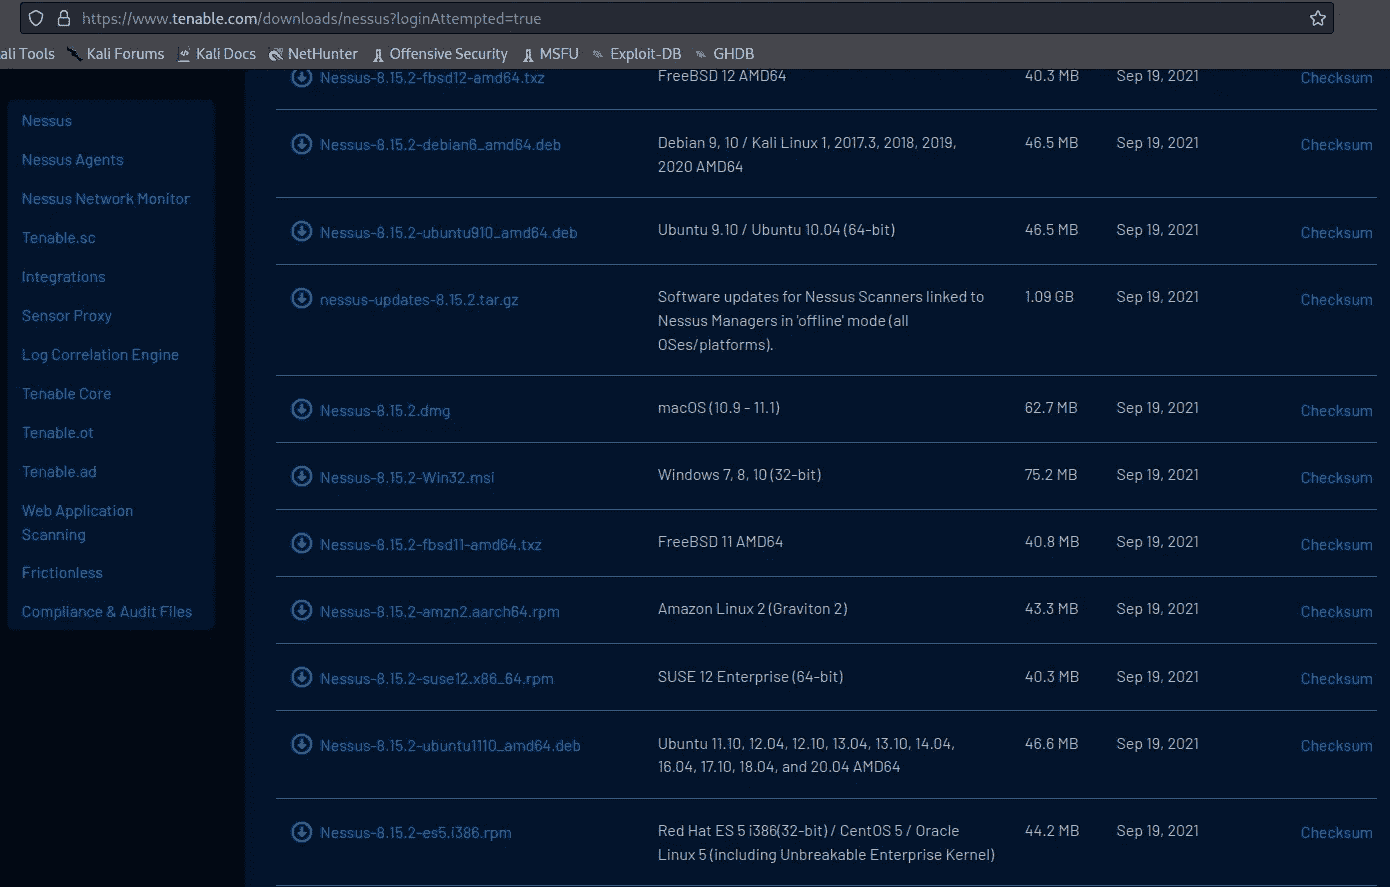 https://www.tenable.com/downloads/nessus?loginAttempted=true
ali Tools Kali Forums Kali Docs NetHunter Offensive Security MSFU Exploit-DB GHDB
Nessus
Nessus Agents
Nessus Network Monitor
Tenable.sc
Integrations
Sensor Proxy
Log Correlation Engine
Tenable Core
Tenable.ot
Tenable.ad
Web Application
Scanning
Frictionless
Compliance & Audit Files
Nessus-8.15.2-fbsd12-amd64.txz FreeBSD 12 AMD64 40.3 MB Sep 19, 2021 Checksum
Nessus-8.15.2-debian6_amd64.deb Debian 9, 10 / Kali Linux 1, 2017.3, 2018, 2019, 46.5 MB Sep 19, 2021 Checksum
2020 AMD64
Nessus-8.15.2-ubuntu910_amd64.deb Ubuntu 9.10 / Ubuntu 10.04 (64-bit) 46.5 MB Sep 19, 2021 Checksum
nessus-updates-8.15.2.tar.gz Software updates for Nessus Scanners linked to 1.09 GB Sep 19, 2021 Checksum
Nessus Managers in 'offline' mode (all
OSes/platforms).
Nessus-8.15.2.dmg macOS (10.9 - 11.1) 62.7 MB Sep 19, 2021 Checksum
Nessus-8.15.2-Win32.msi Windows 7, 8, 10 (32-bit) 75.2 MB Sep 19, 2021 Checksum
Nessus-8.15.2-fbsd11-amd64.txz FreeBSD 11 AMD64 40.8 MB Sep 19, 2021 Checksum
Nessus-8.15.2-amzn2.aarch64.rpm Amazon Linux 2 (Graviton 2) 43.3 MB Sep 19, 2021 Checksum
Nessus-8.15.2-suse12.x86_64.rpm SUSE 12 Enterprise (64-bit) 40.3 MB Sep 19, 2021 Checksum
Nessus-8.15.2-ubuntu1110_amd64.deb Ubuntu 11.10, 12.04, 12.10, 13.04, 13.10, 14.04, 46.6 MB Sep 19, 2021 Checksum
16.04, 17.10, 18.04, and 20.04 AMD64
Nessus-8.15.2-es5.i386.rpm Red Hat ES 5 i386(32-bit) / CentOS 5 / Oracle 44.2 MB Sep 19, 2021 Checksum
Linux 5 (including Unbreakable Enterprise Kernel)